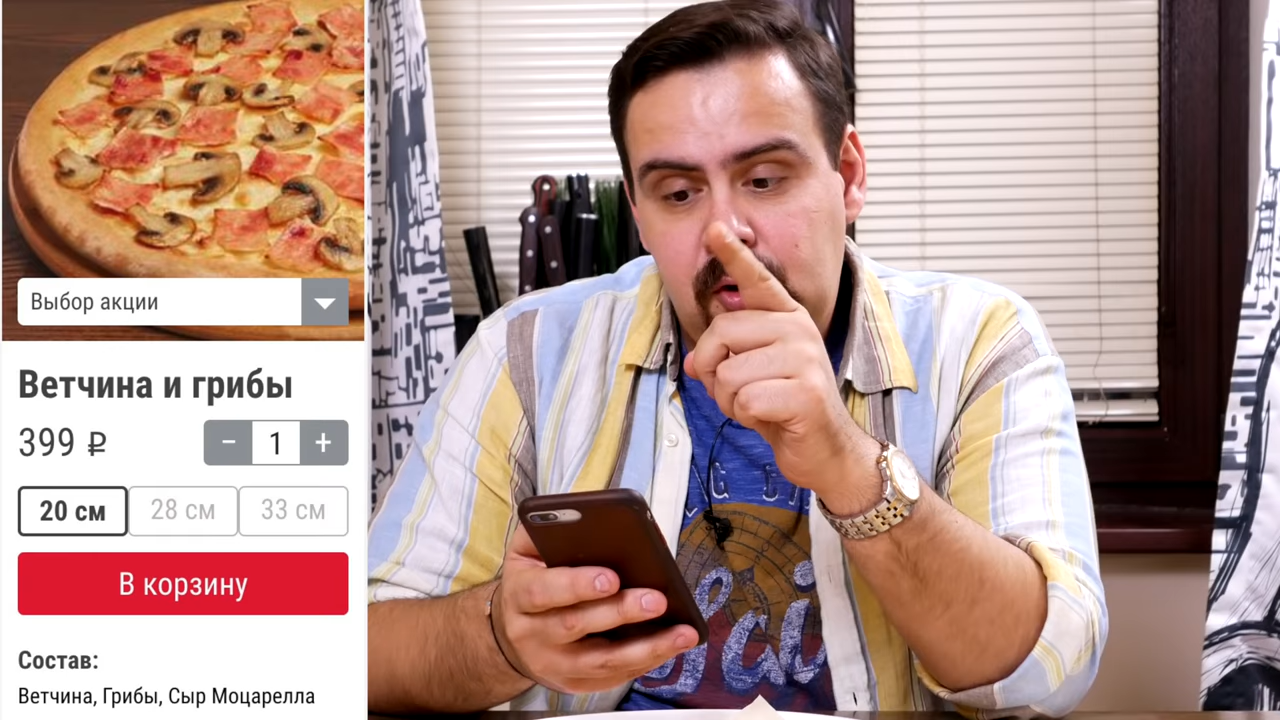 Выбор акции
Ветчина и грибы
399 ₽
− 1 +
20 см 28 см 33 см
В корзину
Состав:
Ветчина, Грибы, Сыр Моцарелла